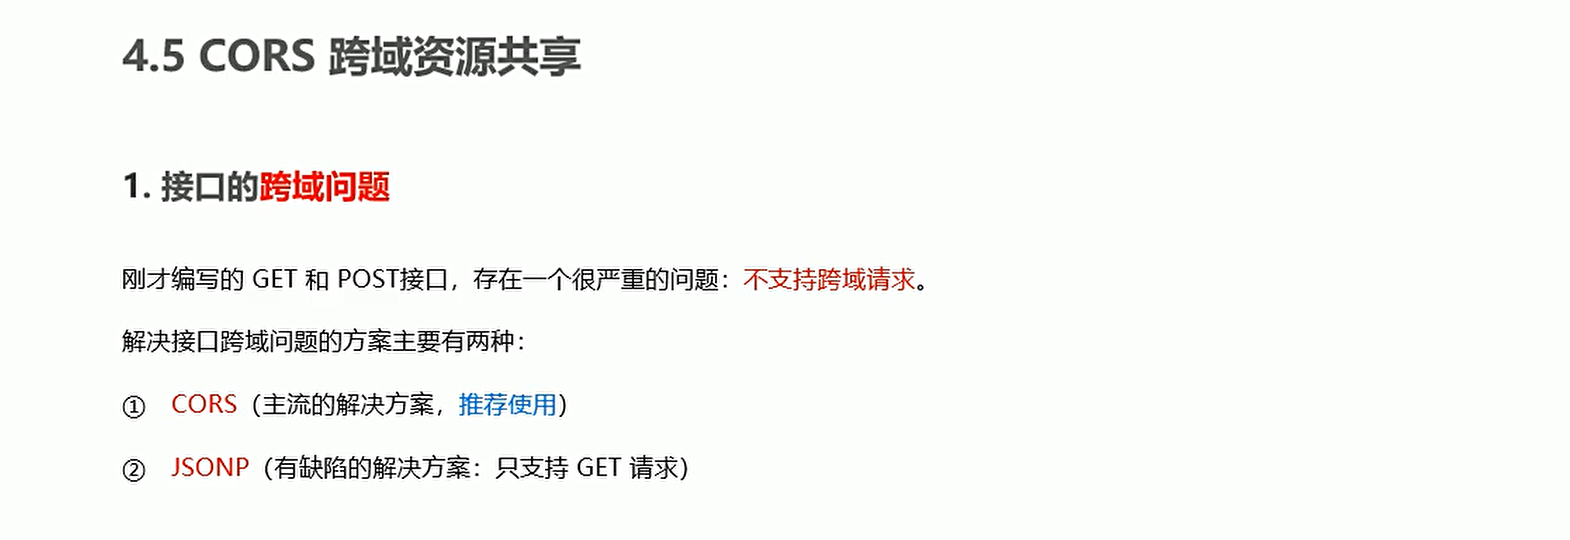 4.5 CORS 跨域资源共享
1. 接口的跨域问题
刚才编写的 GET 和 POST接口，存在一个很严重的问题：不支持跨域请求。
解决接口跨域问题的方案主要有两种：
① CORS（主流的解决方案，推荐使用）
② JSONP（有缺陷的解决方案：只支持 GET 请求）